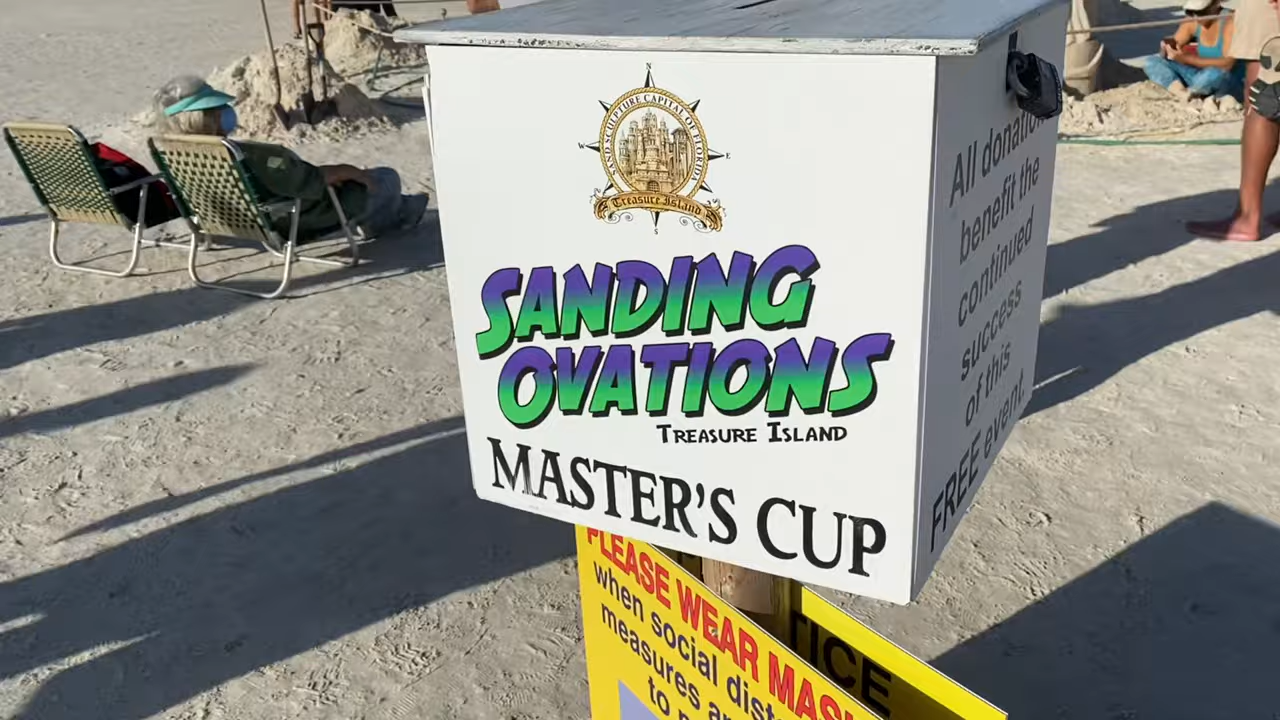 N
SAND SCULPTURE CAPITAL OF FLORIDA
W
E
Treasure Island
S
SANDING
OVATIONS
TREASURE ISLAND
MASTER'S CUP
All donation
benefit the
continued
success
of this
FREE event.
PLEASE WEAR MAS
when social dist
measures
to
TICE